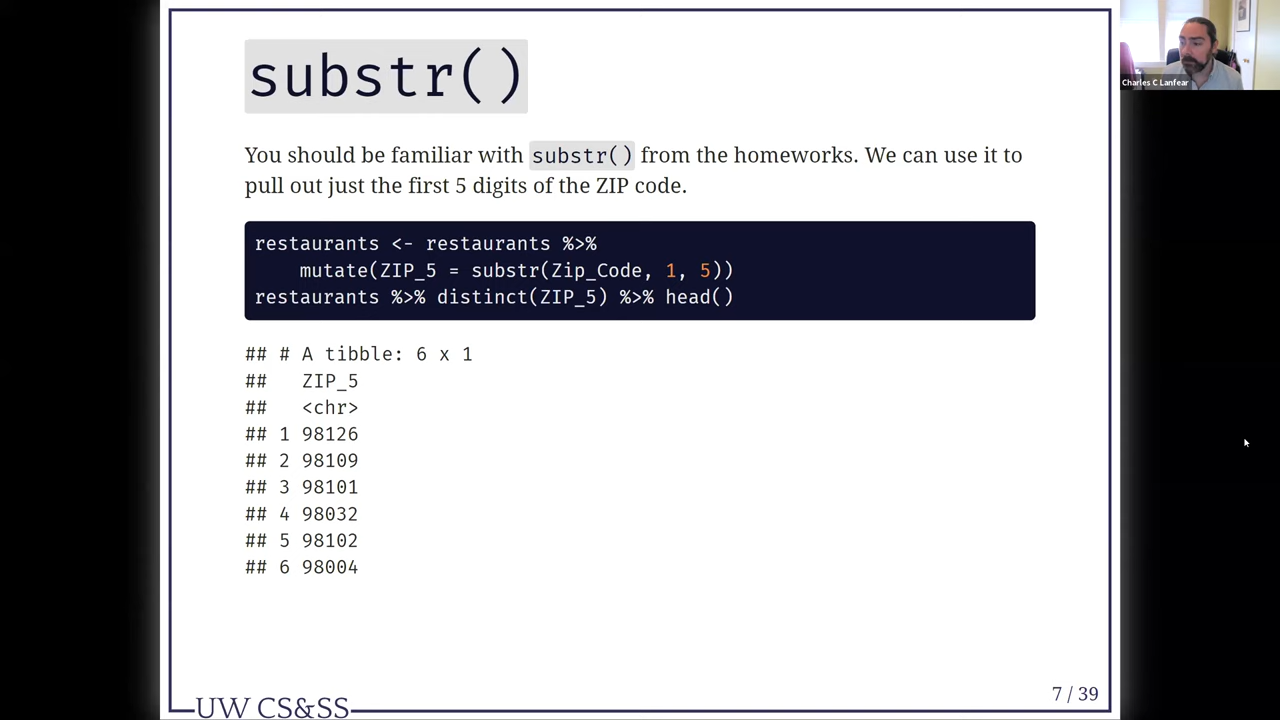 substr()
Charles C Lanfear
You should be familiar with substr() from the homeworks. We can use it to
pull out just the first 5 digits of the ZIP code.
restaurants <- restaurants %>%
    mutate(ZIP_5 = substr(Zip_Code, 1, 5))
restaurants %>% distinct(ZIP_5) %>% head()
## # A tibble: 6 x 1
##   ZIP_5
##   <chr>
## 1 98126
## 2 98109
## 3 98101
## 4 98032
## 5 98102
## 6 98004
7 / 39
UW CS&SS